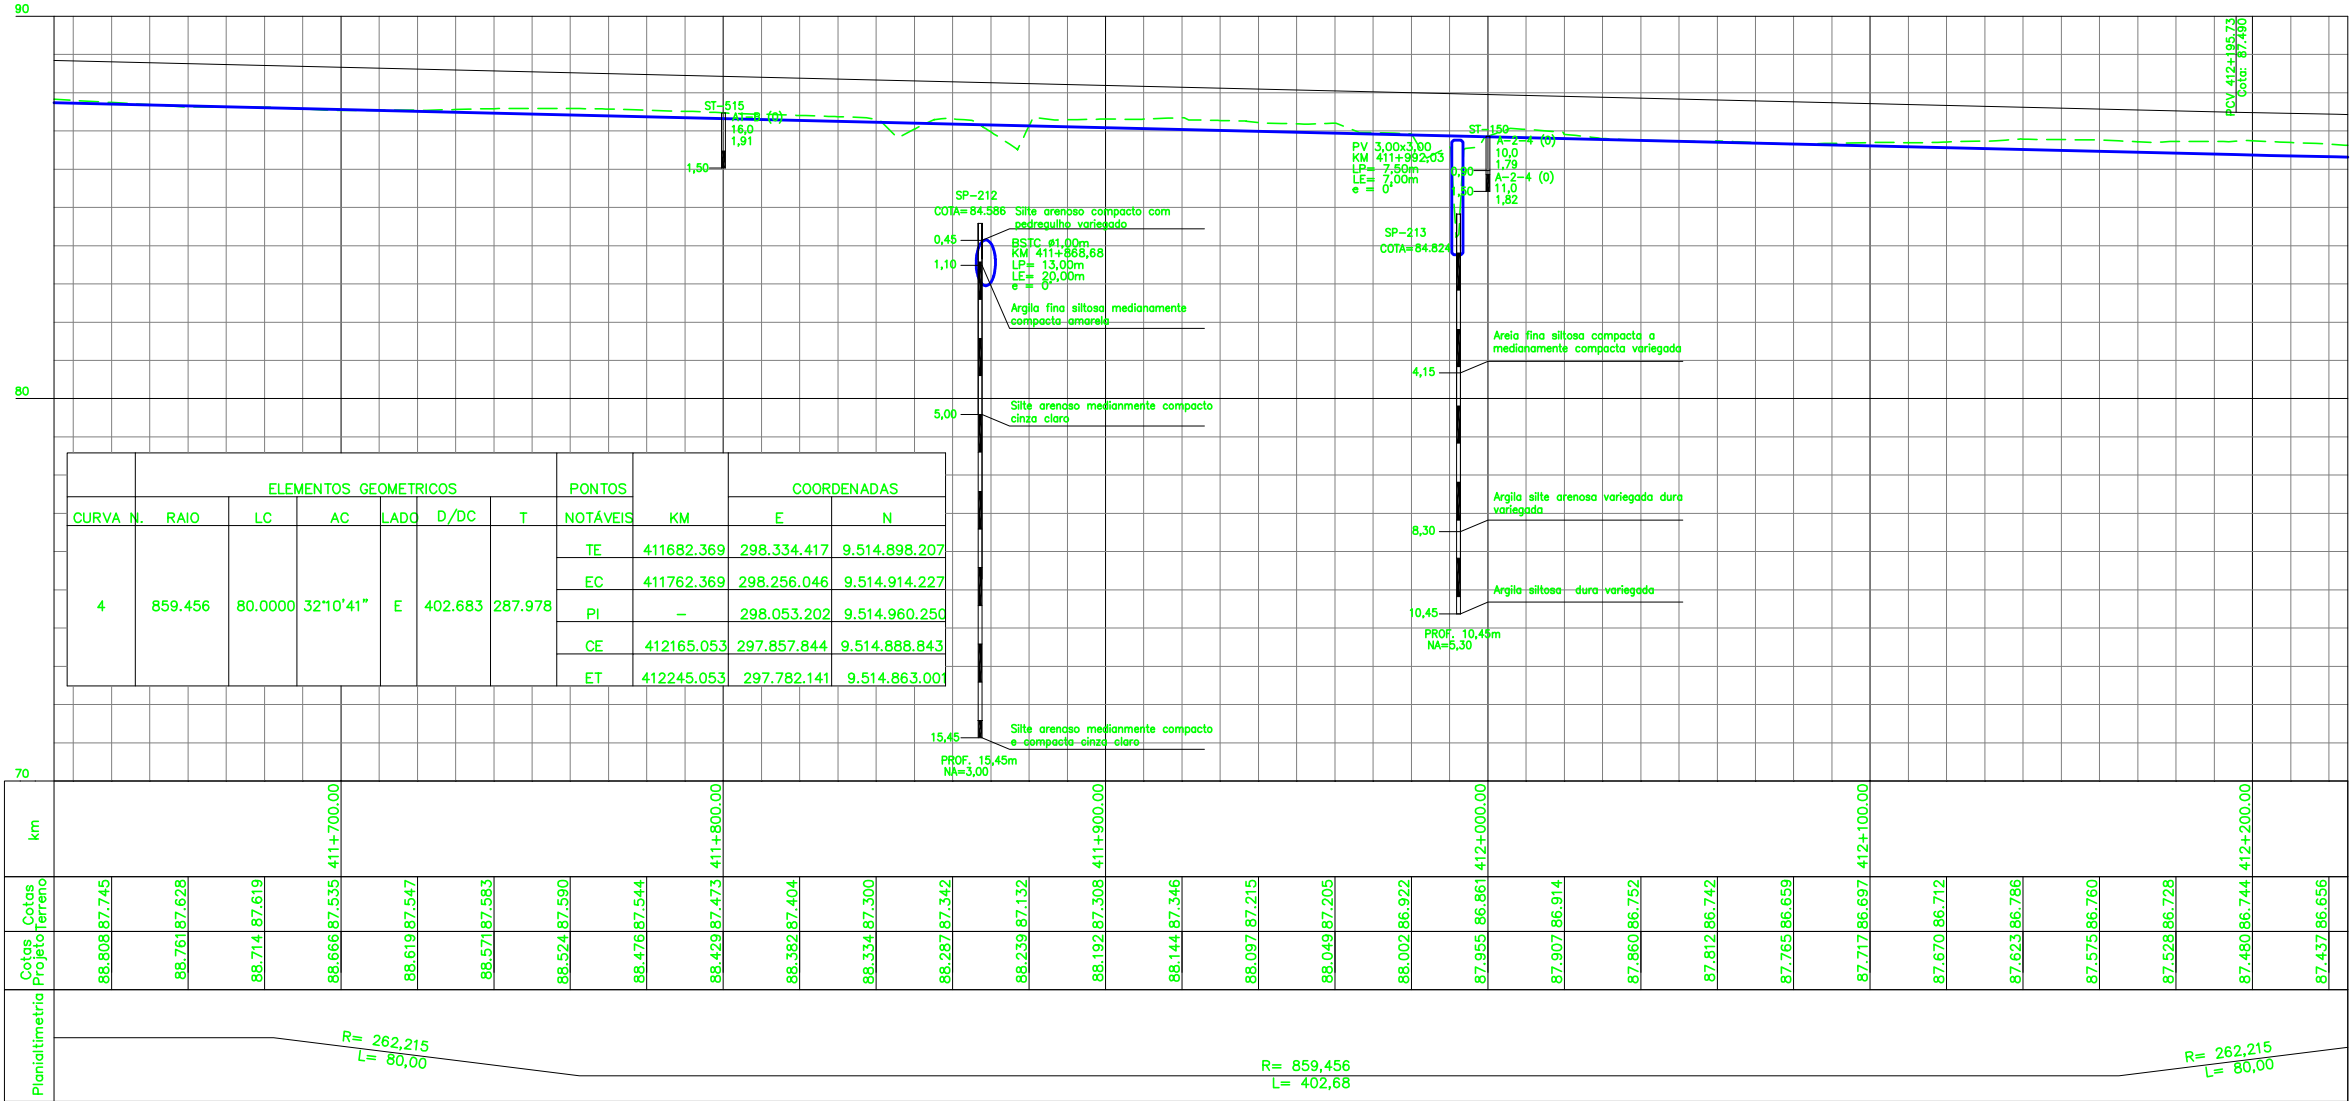 90
PCV 412+195.73
Cota: 87.490
ST-515
16,0
1,91
1,50
ST-150
A-2-4 (0)
10,0
1,79
0,90
A-2-4 (0)
11,0
1,82
1,50
PV 3,00x3,00
KM 411+992,03
LP= 7,50m
LE= 7,00m
e = 0°
SP-212
COTA=84.586
Silte arenoso compacto com
pedregulho variegado
0,45
1,10
BSTC ø1,00m
KM 411+868,68
LP= 13,00m
LE= 20,00m
e = 0°
Argila fina siltosa medianamente
compacta amarela
SP-213
COTA=84.824
Areia fina siltosa compacta a
medianamente compacta variegada
4,15
80
5,00
Silte arenoso medianmente compacto
cinza claro
Argila silte arenosa variegada dura
variegada
8,30
Argila siltosa dura variegada
10,45
PROF. 10,45m
NA=5,30
15,45
Silte arenoso medianmente compacto
e compacta cinza claro
PROF. 15,45m
NA=3,00
70
ELEMENTOS GEOMETRICOS PONTOS COORDENADAS
CURVA N. RAIO LC AC LADO D/DC T NOTÁVEIS KM E N
TE 411682.369 298.334.417 9.514.898.207
EC 411762.369 298.256.046 9.514.914.227
4 859.456 80.0000 32°10'41" E 402.683 287.978 PI - 298.053.202 9.514.960.250
CE 412165.053 297.857.844 9.514.888.843
ET 412245.053 297.782.141 9.514.863.001
km 411+700.00 411+800.00 411+900.00 412+000.00 412+100.00 412+200.00
Cotas Terreno 87.745 87.628 87.619 87.535 87.547 87.583 87.590 87.544 87.473 87.404 87.300 87.342 87.132 87.308 87.346 87.215 87.205 86.922 86.861 86.914 86.752 86.742 86.659 86.697 86.712 86.786 86.760 86.728 86.744 86.656
Cotas Projeto 88.808 88.761 88.714 88.666 88.619 88.571 88.524 88.476 88.429 88.382 88.334 88.287 88.239 88.192 88.144 88.097 88.049 88.002 87.955 87.907 87.860 87.812 87.765 87.717 87.670 87.623 87.575 87.528 87.480 87.437
Planialtimetria
R= 262,215
L= 80,00
R= 859,456
L= 402,68
R= 262,215
L= 80,00